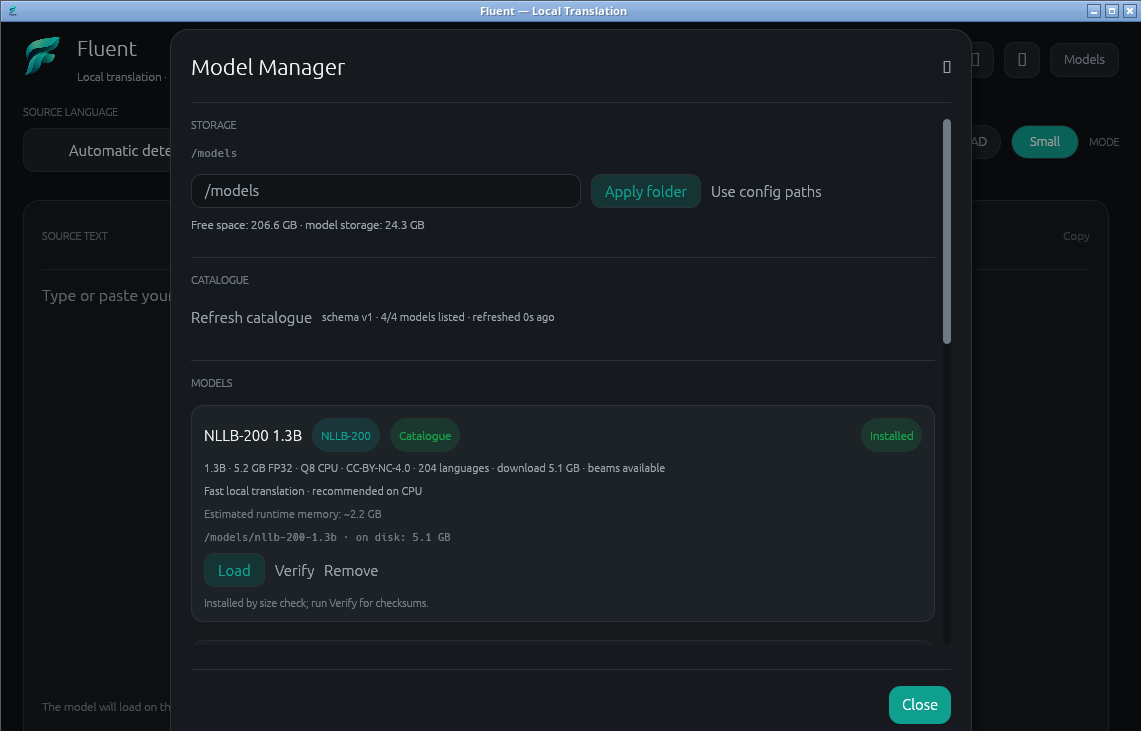 Fluent — Local Translation
Fluent
Local translation ·
Models
SOURCE LANGUAGE
Automatic dete
AD
Small
MODE
SOURCE TEXT
Copy
Type or paste your
The model will load on th
Model Manager
STORAGE
/models
/models
Apply folder
Use config paths
Free space: 206.6 GB · model storage: 24.3 GB
CATALOGUE
Refresh catalogue
schema v1 · 4/4 models listed · refreshed 0s ago
MODELS
NLLB-200 1.3B
NLLB-200
Catalogue
Installed
1.3B · 5.2 GB FP32 · Q8 CPU · CC-BY-NC-4.0 · 204 languages · download 5.1 GB · beams available
Fast local translation · recommended on CPU
Estimated runtime memory: ~2.2 GB
/models/nllb-200-1.3b · on disk: 5.1 GB
Load
Verify
Remove
Installed by size check; run Verify for checksums.
Close